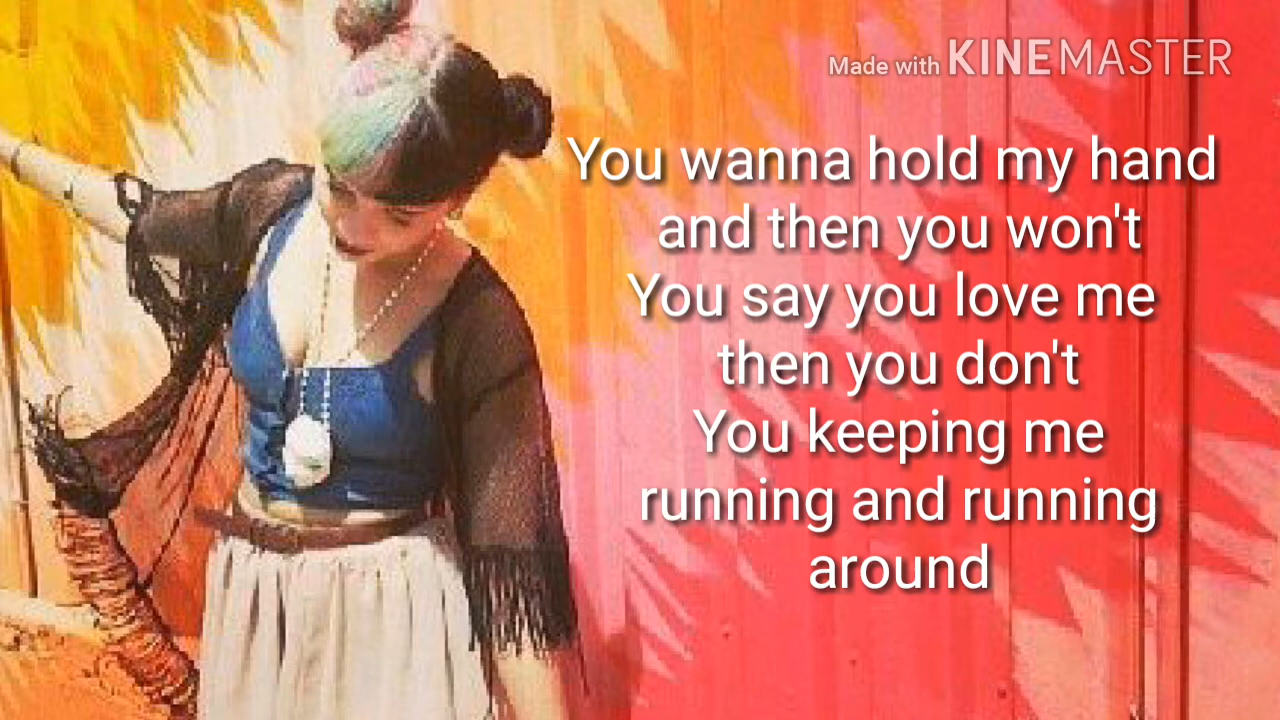 Made with KINEMASTER
You wanna hold my hand
and then you won't
You say you love me
then you don't
You keeping me
running and running
around